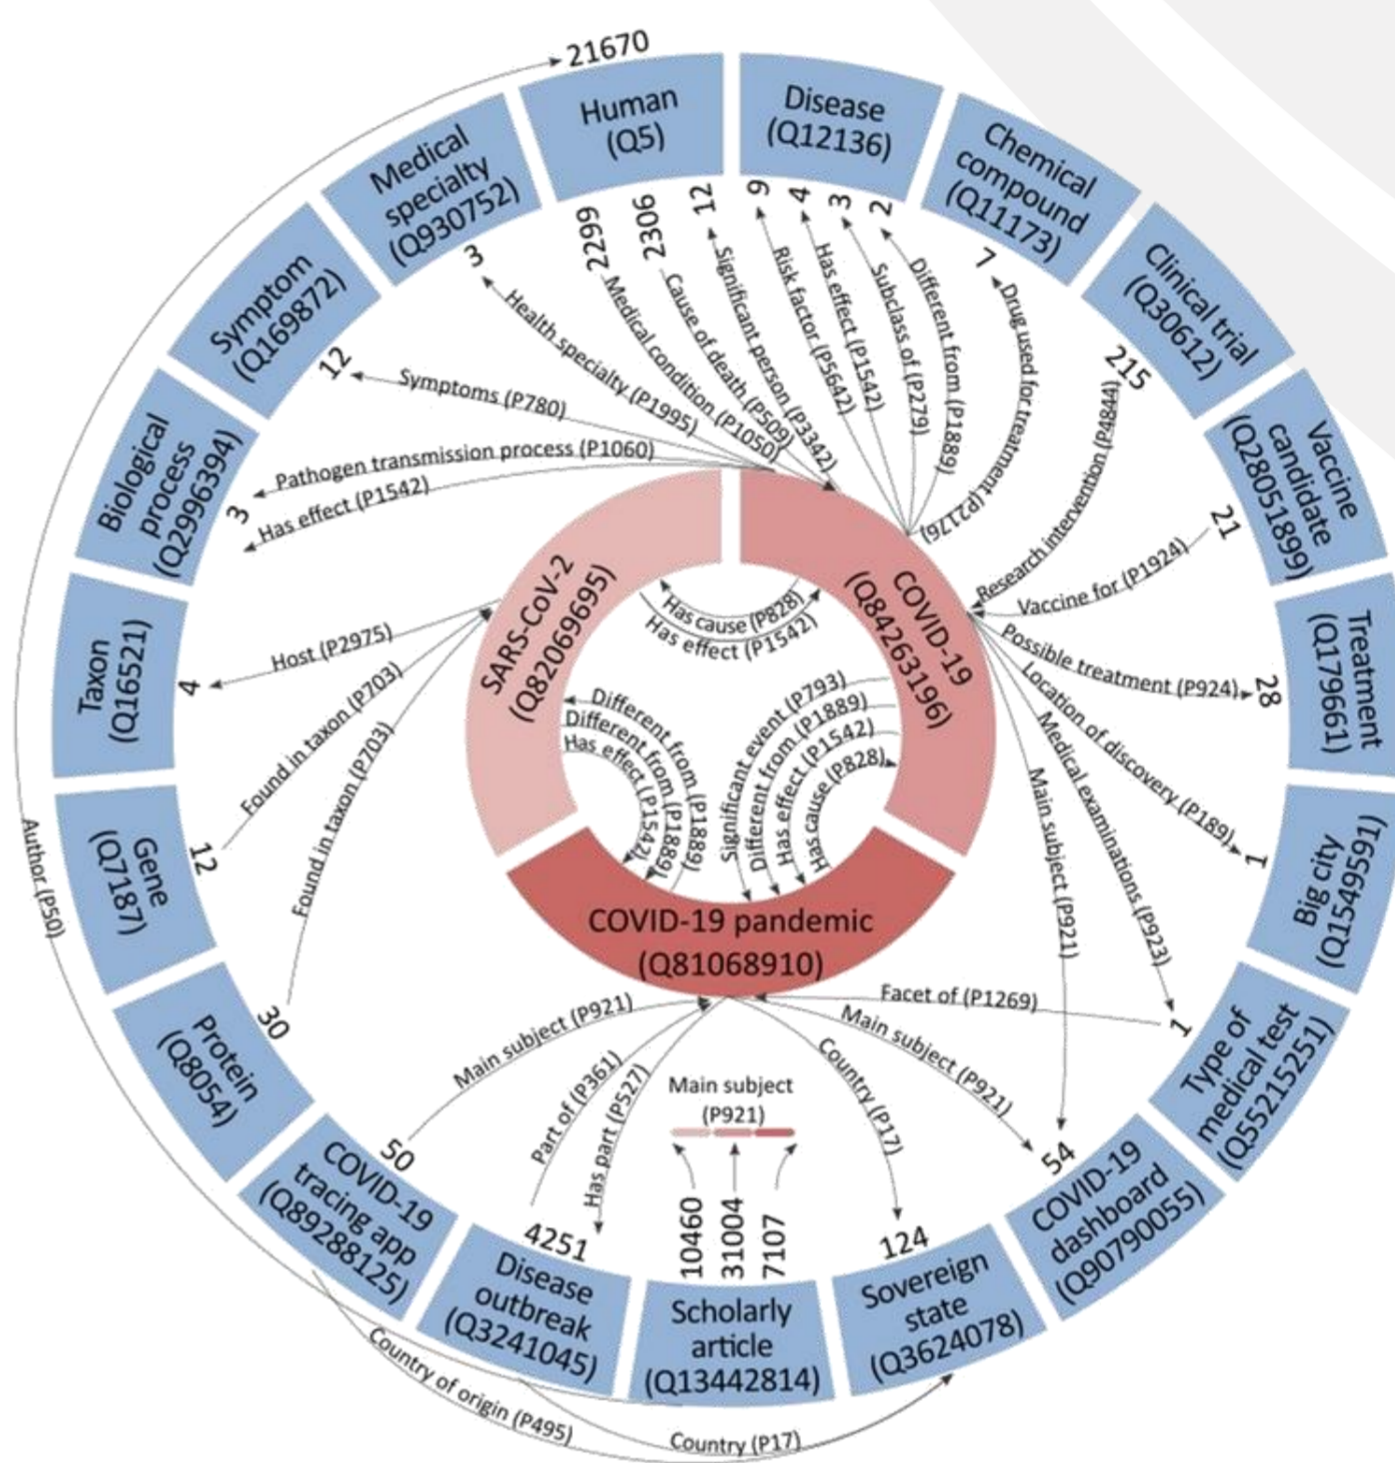 21670
Human
(Q5)
Disease
(Q12136)
Chemical
compound
(Q11173)
Clinical trial
(Q30612)
Vaccine
candidate
(Q28051899)
Treatment
(Q179661)
Big city
(Q1549591)
Type of
medical test
(Q55215251)
COVID-19
dashboard
(Q90790055)
Sovereign
state
(Q3624078)
Scholarly
article
(Q13442814)
Disease
outbreak
(Q3241045)
COVID-19
tracing app
(Q89288125)
Protein
(Q8054)
Gene
(Q7187)
Taxon
(Q16521)
Biological
process
(Q2996394)
Symptom
(Q169872)
Medical
specialty
(Q930752)
2299
2306
12
9
4
3
2
7
215
21
28
1
1
54
124
7107
31004
10460
4251
50
30
12
4
3
12
3
Medical condition (P1050)
Cause of death (P509)
Significant person (P3342)
Risk factor (P5642)
Has effect (P1542)
Subclass of (P279)
Different from (P1889)
Drug used for treatment (P2176)
Research intervention (P4844)
Vaccine for (P1924)
Possible treatment (P924)
Location of discovery (P189)
Medical examinations (P923)
Main subject (P921)
Facet of (P1269)
Main subject (P921)
Country (P17)
Main subject
(P921)
Has part (P527)
Part of (P361)
Main subject (P921)
Found in taxon (P703)
Found in taxon (P703)
Host (P2975)
Has effect (P1542)
Pathogen transmission process (P1060)
Symptoms (P780)
Health specialty (P1995)
SARS-CoV-2
(Q82069695)
COVID-19
(Q84263196)
COVID-19 pandemic
(Q81068910)
Has cause (P828)
Has effect (P1542)
Significant event (P793)
Different from (P1889)
Has effect (P1542)
Has cause (P828)
Different from (P1889)
Different from (P1889)
Has effect (P1542)
Author (P50)
Country of origin (P495)
Country (P17)